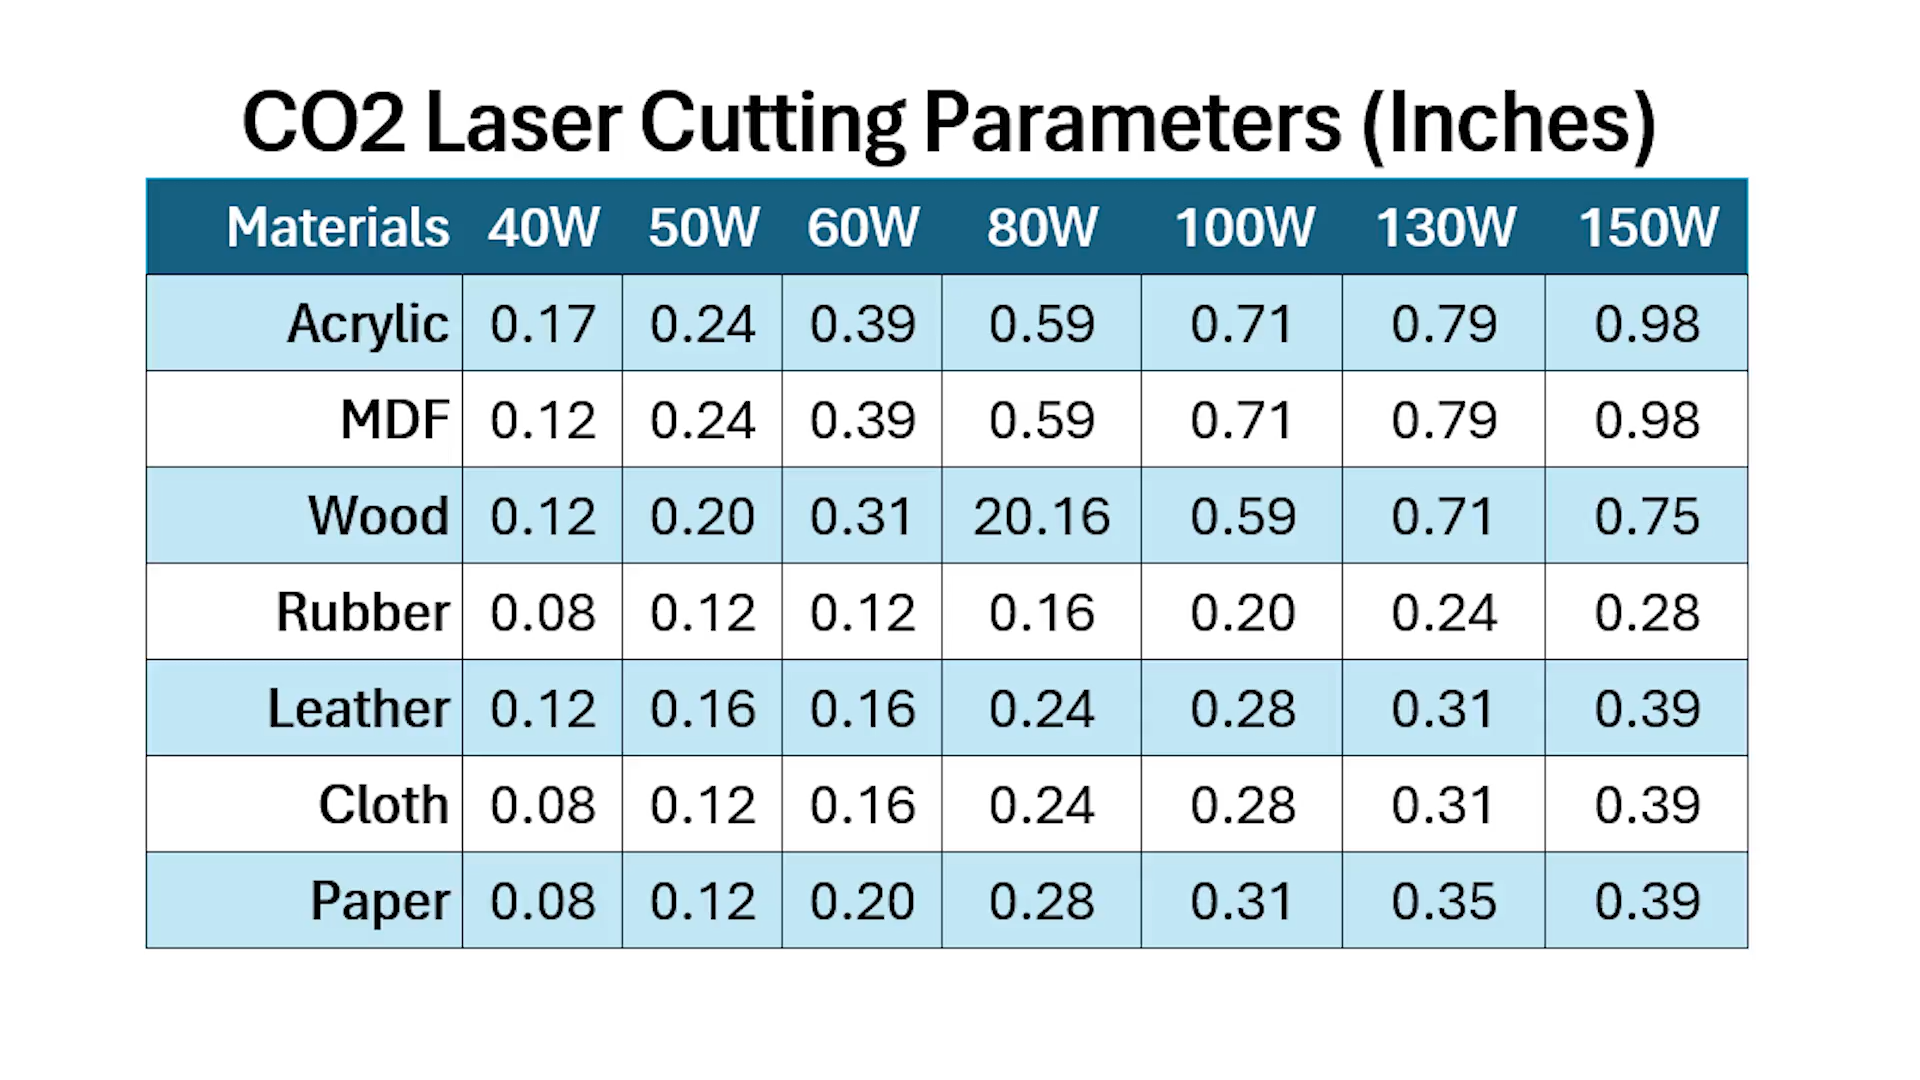 CO2 Laser Cutting Parameters (Inches)
Materials 40W 50W 60W 80W 100W 130W 150W
Acrylic 0.17 0.24 0.39 0.59 0.71 0.79 0.98
MDF 0.12 0.24 0.39 0.59 0.71 0.79 0.98
Wood 0.12 0.20 0.31 20.16 0.59 0.71 0.75
Rubber 0.08 0.12 0.12 0.16 0.20 0.24 0.28
Leather 0.12 0.16 0.16 0.24 0.28 0.31 0.39
Cloth 0.08 0.12 0.16 0.24 0.28 0.31 0.39
Paper 0.08 0.12 0.20 0.28 0.31 0.35 0.39